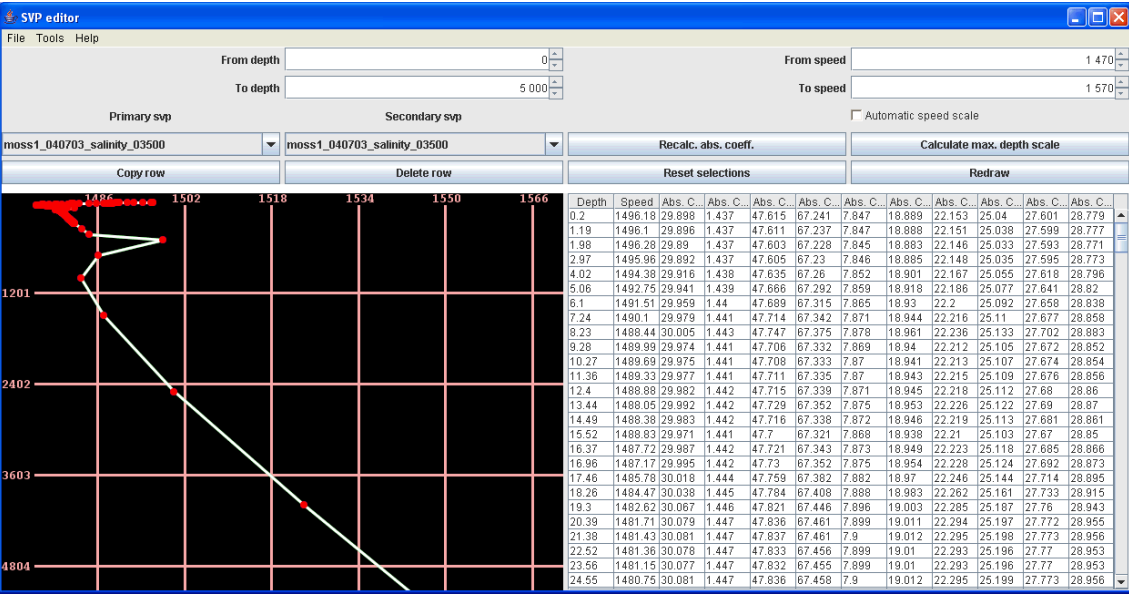 SVP editor
File Tools Help
From depth 0 From speed 1 470
To depth 5 000 To speed 1 570
Primary svp Secondary svp Automatic speed scale
moss1_040703_salinity_03500 moss1_040703_salinity_03500 Recalc. abs. coeff. Calculate max. depth scale
Copy row Delete row Reset selections Redraw
1486 1502 1518 1534 1550 1566
1201
2402
3603
4804
Depth Speed Abs. C... Abs. C... Abs. C... Abs. C... Abs. C... Abs. C... Abs. C... Abs. C... Abs. C... Abs. C...
0.2 1496.18 29.898 1.437 47.615 67.241 7.847 18.889 22.153 25.04 27.601 28.779
1.19 1496.1 29.896 1.437 47.611 67.237 7.847 18.888 22.151 25.038 27.599 28.777
1.98 1496.28 29.89 1.437 47.603 67.228 7.845 18.883 22.146 25.033 27.593 28.771
2.97 1495.96 29.892 1.437 47.605 67.23 7.846 18.885 22.148 25.035 27.595 28.773
4.02 1494.38 29.916 1.438 47.635 67.26 7.852 18.901 22.167 25.055 27.618 28.796
5.06 1492.75 29.941 1.439 47.666 67.292 7.859 18.918 22.186 25.077 27.641 28.82
6.1 1491.51 29.959 1.44 47.689 67.315 7.865 18.93 22.2 25.092 27.658 28.838
7.24 1490.1 29.979 1.441 47.714 67.342 7.871 18.944 22.216 25.11 27.677 28.858
8.23 1488.44 30.005 1.443 47.747 67.375 7.878 18.961 22.236 25.133 27.702 28.883
9.28 1489.99 29.974 1.441 47.706 67.332 7.869 18.94 22.212 25.105 27.672 28.852
10.27 1489.69 29.975 1.441 47.708 67.333 7.87 18.941 22.213 25.107 27.674 28.854
11.36 1489.33 29.977 1.441 47.711 67.335 7.87 18.943 22.215 25.109 27.676 28.856
12.4 1488.88 29.982 1.442 47.715 67.339 7.871 18.945 22.218 25.112 27.68 28.86
13.44 1488.05 29.992 1.442 47.729 67.352 7.875 18.953 22.226 25.122 27.69 28.87
14.49 1488.38 29.983 1.442 47.716 67.338 7.872 18.946 22.219 25.113 27.681 28.861
15.52 1488.83 29.971 1.441 47.7 67.321 7.868 18.938 22.21 25.103 27.67 28.85
16.37 1487.72 29.987 1.442 47.721 67.343 7.873 18.949 22.223 25.118 27.685 28.866
16.96 1487.17 29.995 1.442 47.73 67.352 7.875 18.954 22.228 25.124 27.692 28.873
17.46 1485.78 30.018 1.444 47.759 67.382 7.882 18.97 22.246 25.144 27.714 28.895
18.26 1484.47 30.038 1.445 47.784 67.408 7.888 18.983 22.262 25.161 27.733 28.915
19.3 1482.62 30.067 1.446 47.821 67.446 7.896 19.003 22.285 25.187 27.76 28.943
20.39 1481.71 30.079 1.447 47.836 67.461 7.899 19.011 22.294 25.197 27.772 28.955
21.38 1481.43 30.081 1.447 47.837 67.461 7.9 19.012 22.295 25.198 27.773 28.956
22.52 1481.36 30.078 1.447 47.833 67.456 7.899 19.01 22.293 25.196 27.77 28.953
23.56 1481.15 30.077 1.447 47.832 67.455 7.899 19.01 22.293 25.196 27.77 28.953
24.55 1480.75 30.081 1.447 47.836 67.458 7.9 19.012 22.295 25.199 27.773 28.956